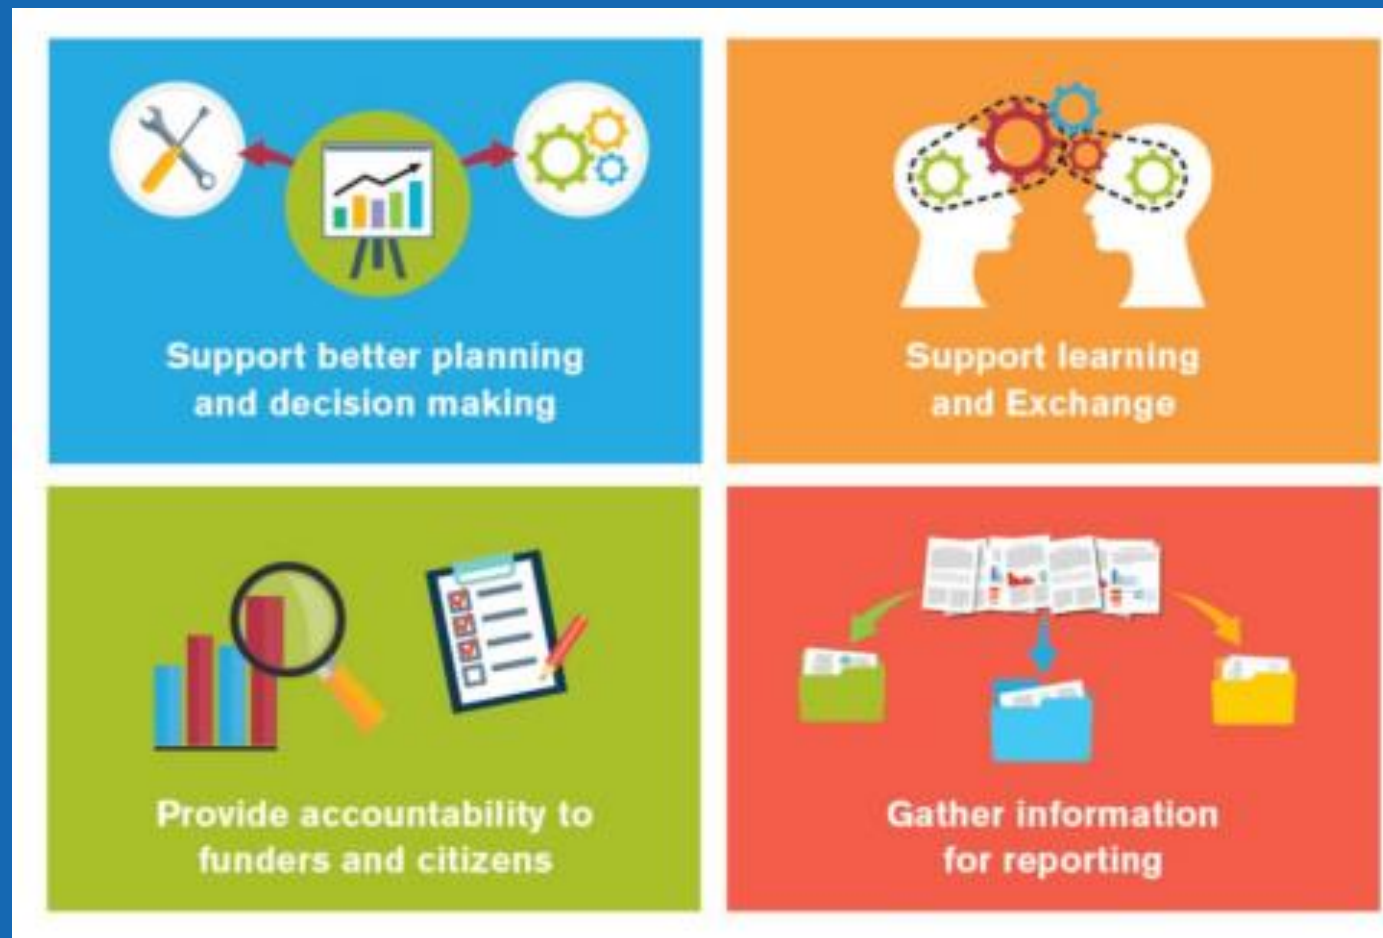 Support better planning
and decision making
Support learning
and Exchange
Provide accountability to
funders and citizens
Gather information
for reporting